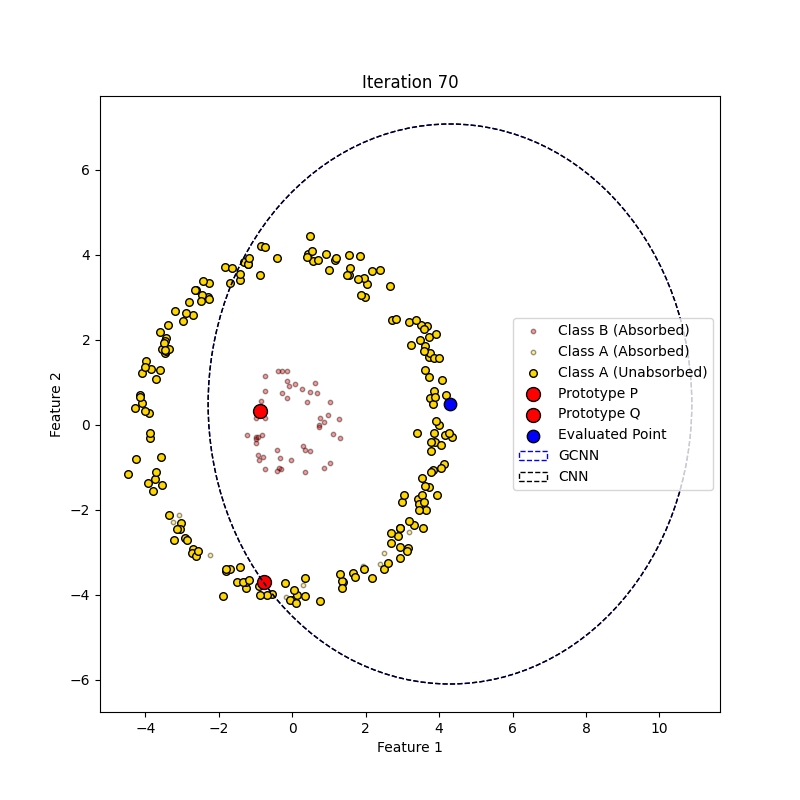 Iteration 70
6
4
2
0
−2
−4
−6
Feature 2
Class B (Absorbed)
Class A (Absorbed)
Class A (Unabsorbed)
Prototype P
Prototype Q
Evaluated Point
GCNN
CNN
−4 −2 0 2 4 6 8 10
Feature 1